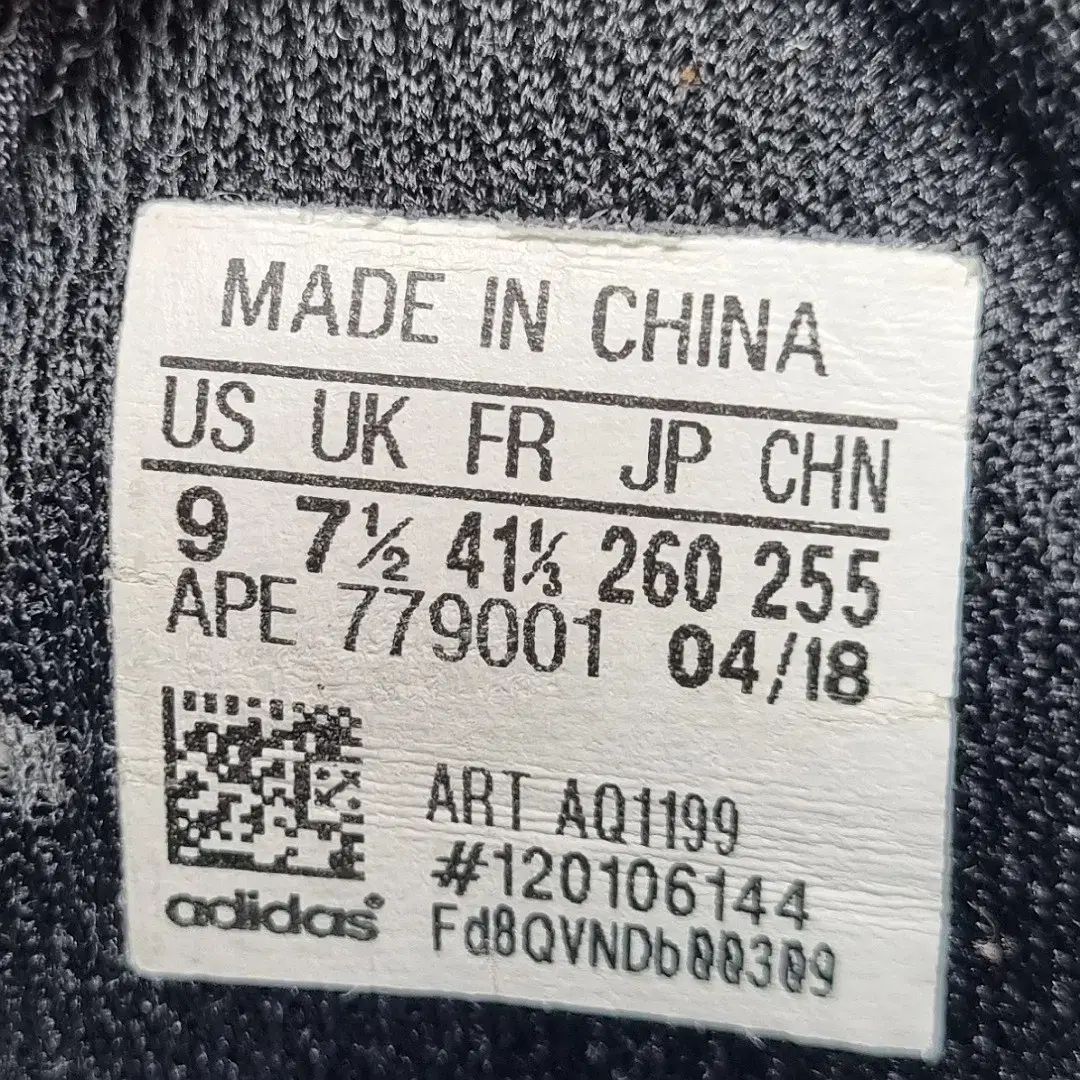 MADE IN CHINA
US UK FR JP CHN
9 7½ 41⅓ 260 255
APE 779001 04/18
ART AQ1199
#120106144
adidas®
Fd8QVNDb00309